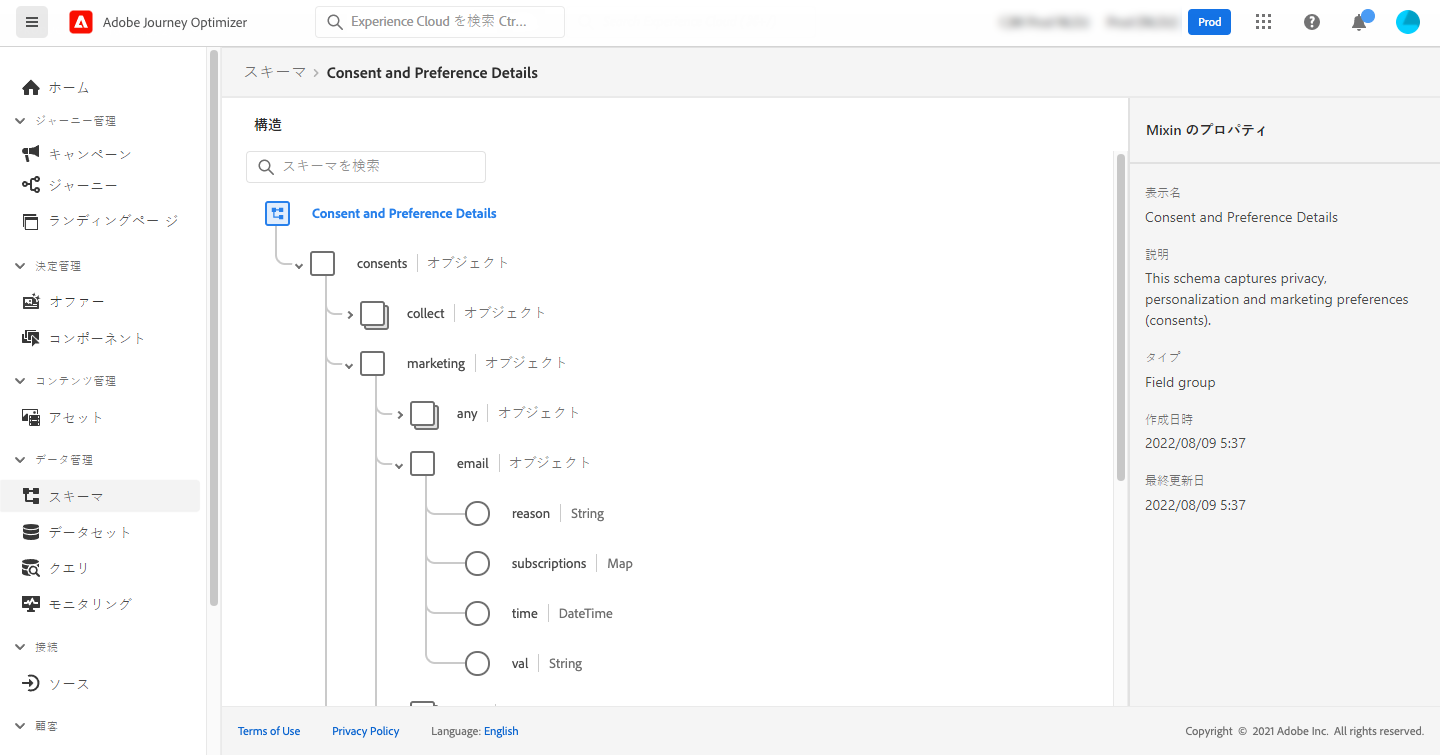 Adobe Journey Optimizer
Experience Cloud を検索 Ctr...
Prod
ホーム
ジャーニー管理
キャンペーン
ジャーニー
ランディングペー ジ
決定管理
オファー
コンポーネント
コンテンツ管理
アセット
データ管理
スキーマ
データセット
クエリ
モニタリング
接続
ソース
顧客
スキーマ > Consent and Preference Details
構造
スキーマを検索
Consent and Preference Details
consents オブジェクト
collect オブジェクト
marketing オブジェクト
any オブジェクト
email オブジェクト
reason String
subscriptions Map
time DateTime
val String
Mixin のプロパティ
表示名
Consent and Preference Details
説明
This schema captures privacy,
personalization and marketing preferences
(consents).
タイプ
Field group
作成日時
2022/08/09 5:37
最終更新日
2022/08/09 5:37
Terms of Use Privacy Policy Language: English
Copyright © 2021 Adobe Inc. All rights reserved.